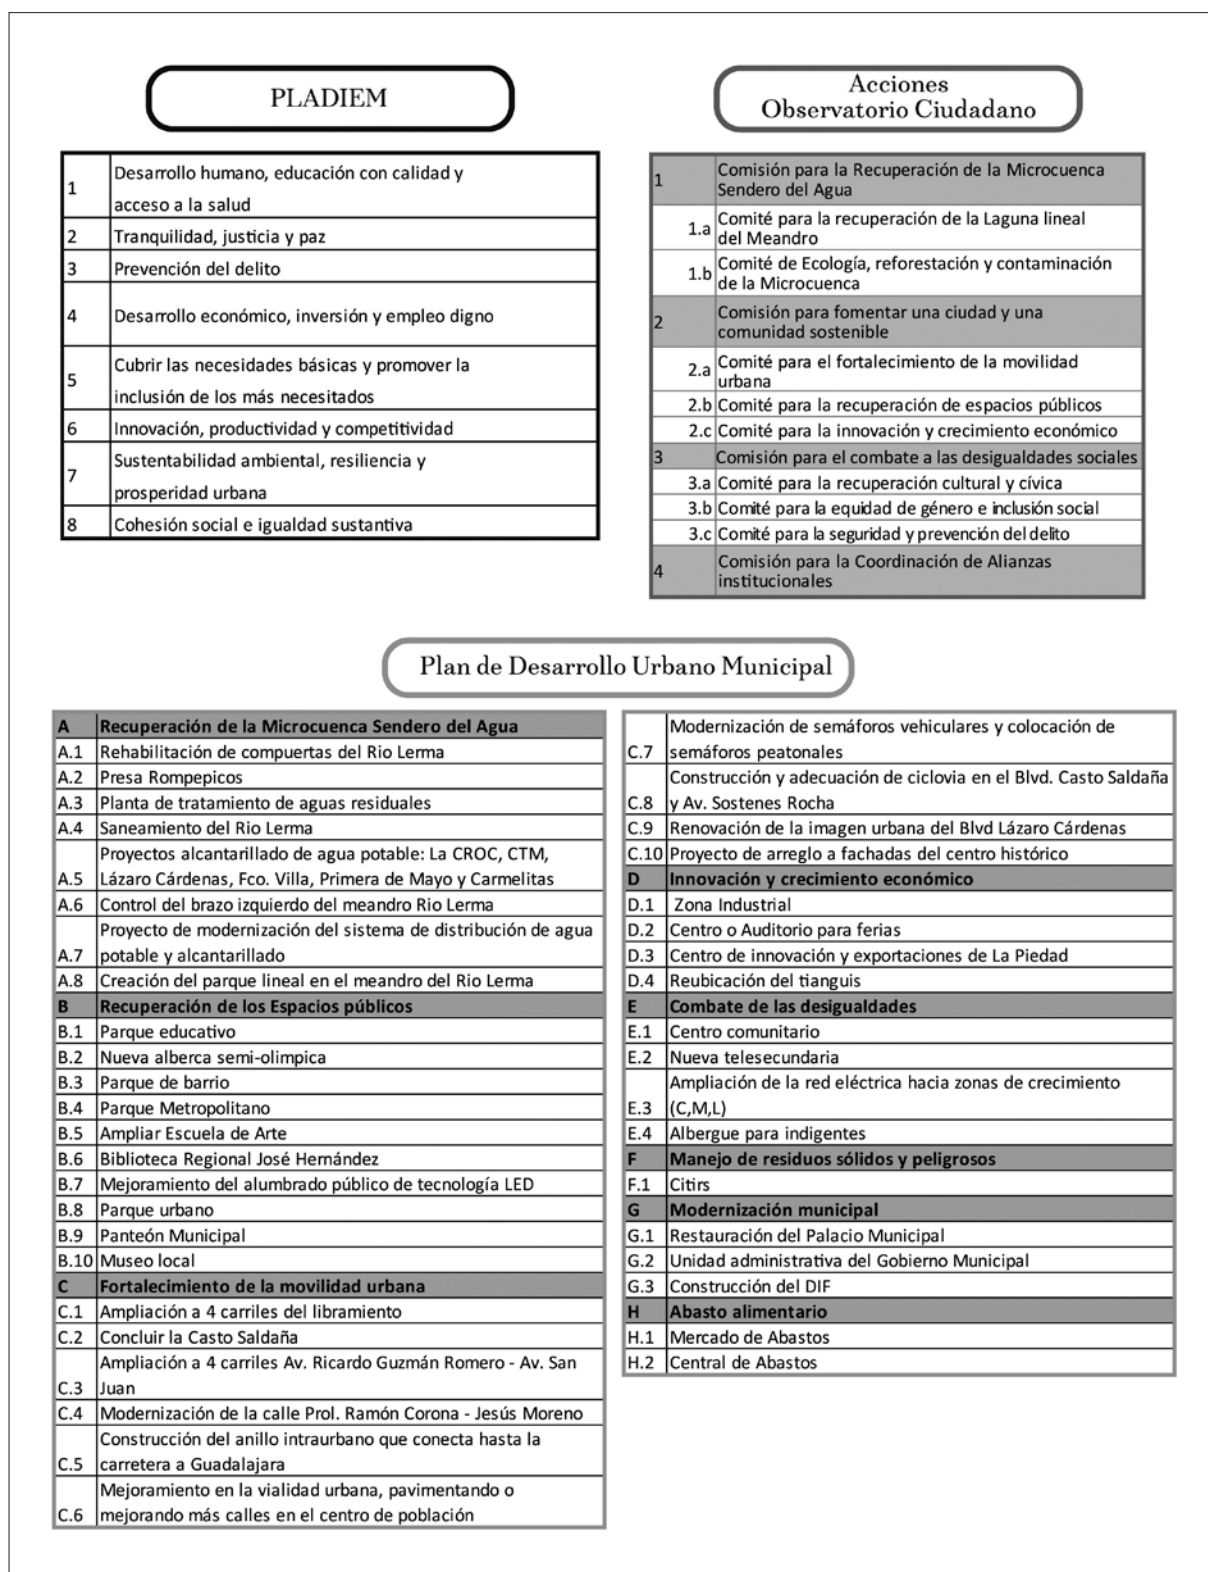 PLADIEM
1 Desarrollo humano, educación con calidad y
acceso a la salud
2 Tranquilidad, justicia y paz
3 Prevención del delito
4 Desarrollo económico, inversión y empleo digno
5 Cubrir las necesidades básicas y promover la
inclusión de los más necesitados
6 Innovación, productividad y competitividad
7 Sustentabilidad ambiental, resiliencia y
prosperidad urbana
8 Cohesión social e igualdad sustantiva
Acciones
Observatorio Ciudadano
1 Comisión para la Recuperación de la Microcuenca
Sendero del Agua
1.a Comité para la recuperación de la Laguna lineal
del Meandro
1.b Comité de Ecología, reforestación y contaminación
de la Microcuenca
2 Comisión para fomentar una ciudad y una
comunidad sostenible
2.a Comité para el fortalecimiento de la movilidad
urbana
2.b Comité para la recuperación de espacios públicos
2.c Comité para la innovación y crecimiento económico
3 Comisión para el combate a las desigualdades sociales
3.a Comité para la recuperación cultural y cívica
3.b Comité para la equidad de género e inclusión social
3.c Comité para la seguridad y prevención del delito
4 Comisión para la Coordinación de Alianzas
institucionales
Plan de Desarrollo Urbano Municipal
A Recuperación de la Microcuenca Sendero del Agua
A.1 Rehabilitación de compuertas del Rio Lerma
A.2 Presa Rompepicos
A.3 Planta de tratamiento de aguas residuales
A.4 Saneamiento del Rio Lerma
Proyectos alcantarillado de agua potable: La CROC, CTM,
A.5 Lázaro Cárdenas, Fco. Villa, Primera de Mayo y Carmelitas
A.6 Control del brazo izquierdo del meandro Rio Lerma
Proyecto de modernización del sistema de distribución de agua
A.7 potable y alcantarillado
A.8 Creación del parque lineal en el meandro del Rio Lerma
B Recuperación de los Espacios públicos
B.1 Parque educativo
B.2 Nueva alberca semi-olimpica
B.3 Parque de barrio
B.4 Parque Metropolitano
B.5 Ampliar Escuela de Arte
B.6 Biblioteca Regional José Hernández
B.7 Mejoramiento del alumbrado público de tecnología LED
B.8 Parque urbano
B.9 Panteón Municipal
B.10 Museo local
C Fortalecimiento de la movilidad urbana
C.1 Ampliación a 4 carriles del libramiento
C.2 Concluir la Casto Saldaña
Ampliación a 4 carriles Av. Ricardo Guzmán Romero - Av. San
C.3 Juan
C.4 Modernización de la calle Prol. Ramón Corona - Jesús Moreno
Construcción del anillo intraurbano que conecta hasta la
C.5 carretera a Guadalajara
Mejoramiento en la vialidad urbana, pavimentando o
C.6 mejorando más calles en el centro de población
Modernización de semáforos vehiculares y colocación de
C.7 semáforos peatonales
Construcción y adecuación de ciclovia en el Blvd. Casto Saldaña
C.8 y Av. Sostenes Rocha
C.9 Renovación de la imagen urbana del Blvd Lázaro Cárdenas
C.10 Proyecto de arreglo a fachadas del centro histórico
D Innovación y crecimiento económico
D.1 Zona Industrial
D.2 Centro o Auditorio para ferias
D.3 Centro de innovación y exportaciones de La Piedad
D.4 Reubicación del tianguis
E Combate de las desigualdades
E.1 Centro comunitario
E.2 Nueva telesecundaria
Ampliación de la red eléctrica hacia zonas de crecimiento
E.3 (C,M,L)
E.4 Albergue para indigentes
F Manejo de residuos sólidos y peligrosos
F.1 Citirs
G Modernización municipal
G.1 Restauración del Palacio Municipal
G.2 Unidad administrativa del Gobierno Municipal
G.3 Construcción del DIF
H Abasto alimentario
H.1 Mercado de Abastos
H.2 Central de Abastos